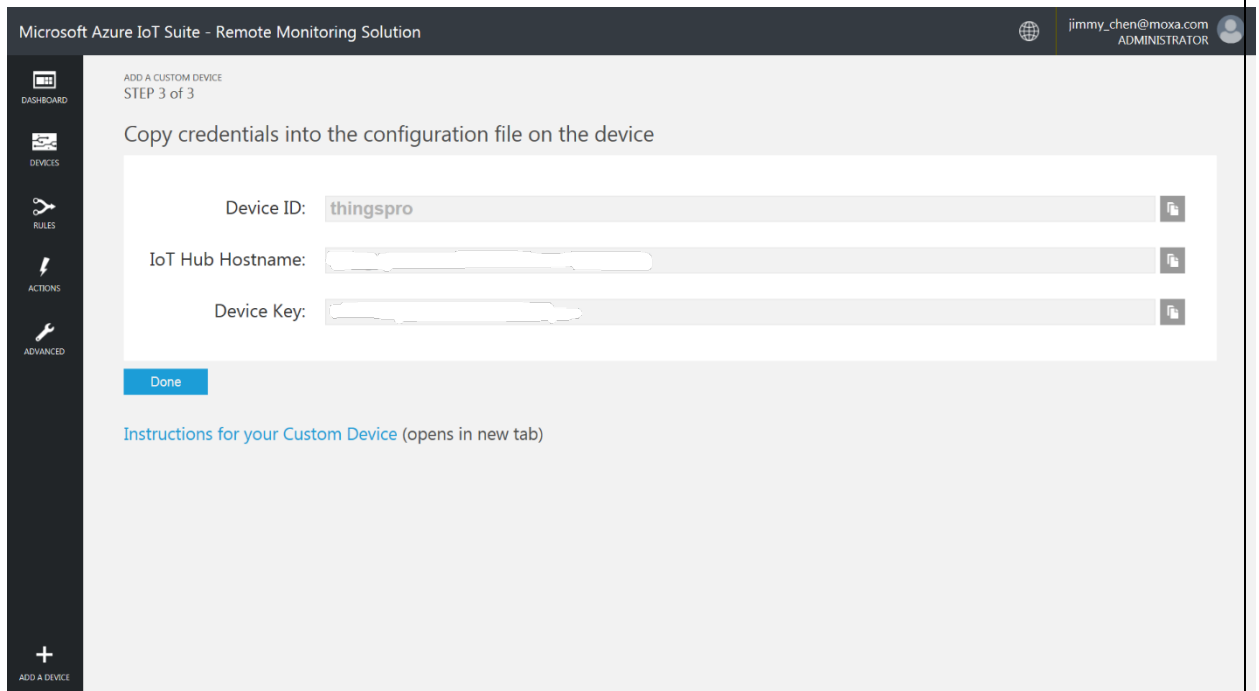 Microsoft Azure IoT Suite - Remote Monitoring Solution
jimmy_chen@moxa.com
ADMINISTRATOR
DASHBOARD
DEVICES
RULES
ACTIONS
ADVANCED
ADD A DEVICE
ADD A CUSTOM DEVICE
STEP 3 of 3
Copy credentials into the configuration file on the device
Device ID: thingspro
IoT Hub Hostname:
Device Key:
Done
Instructions for your Custom Device (opens in new tab)